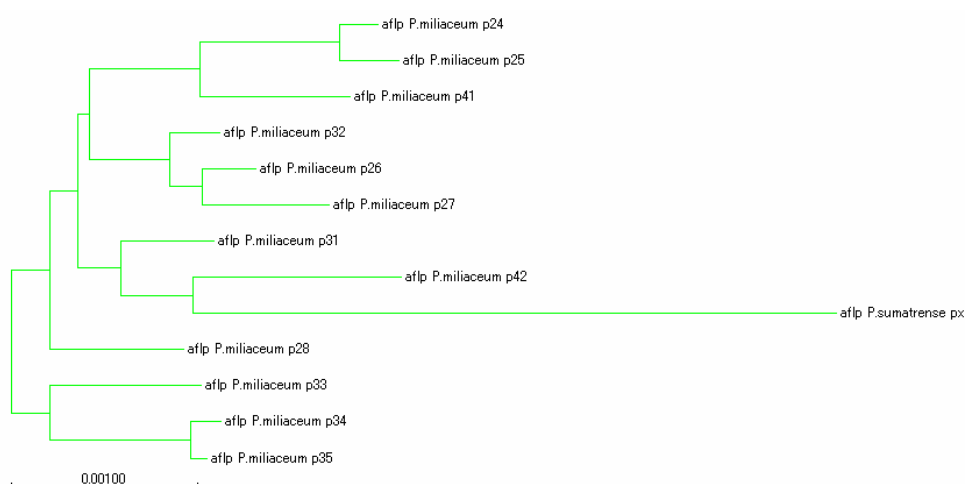 aflp P.miliaceum p24
aflp P.miliaceum p25
aflp P.miliaceum p41
aflp P.miliaceum p32
aflp P.miliaceum p26
aflp P.miliaceum p27
aflp P.miliaceum p31
aflp P.miliaceum p42
aflp P.sumatrense px
aflp P.miliaceum p28
aflp P.miliaceum p33
aflp P.miliaceum p34
aflp P.miliaceum p35
0.00100